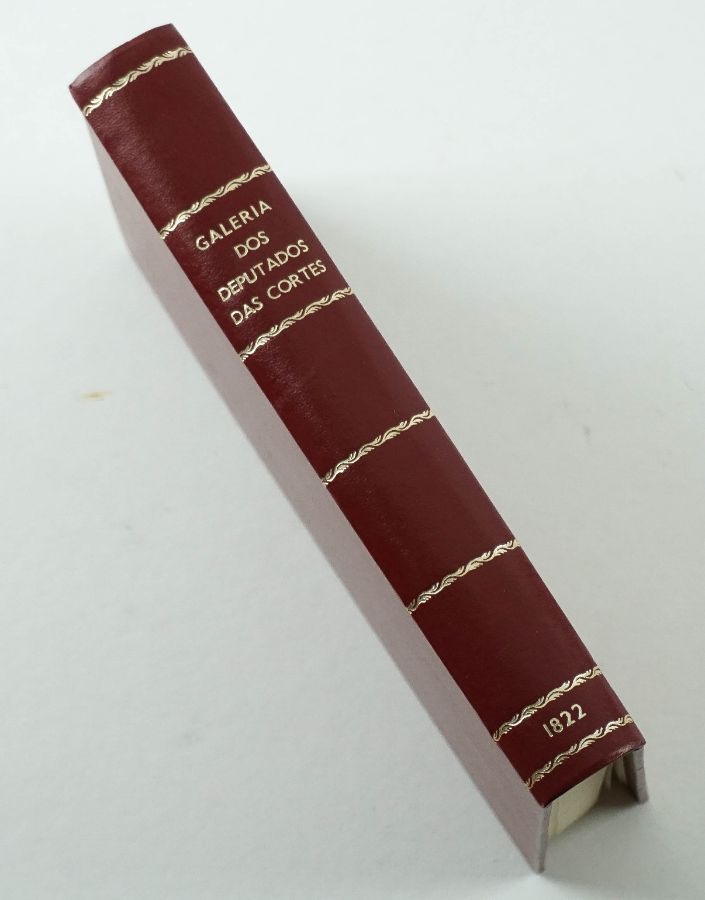 GALERIA
DOS
DEPUTADOS
DAS CORTES
1822